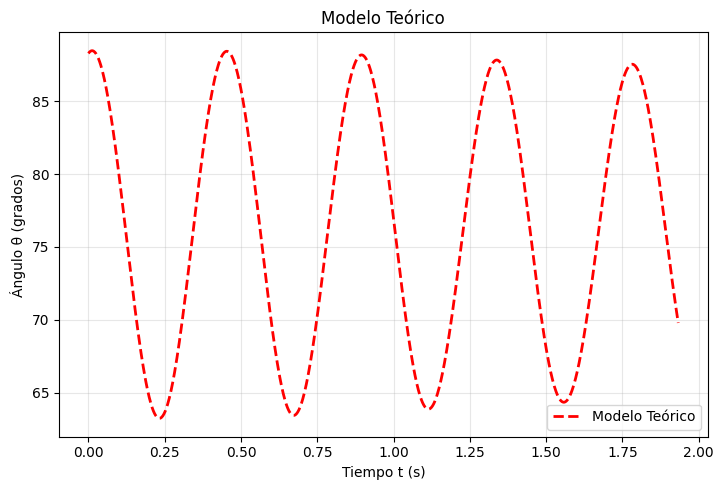 Modelo Teórico
Ángulo θ (grados)
85
80
75
70
65
0.00 0.25 0.50 0.75 1.00 1.25 1.50 1.75 2.00
Tiempo t (s)
Modelo Teórico